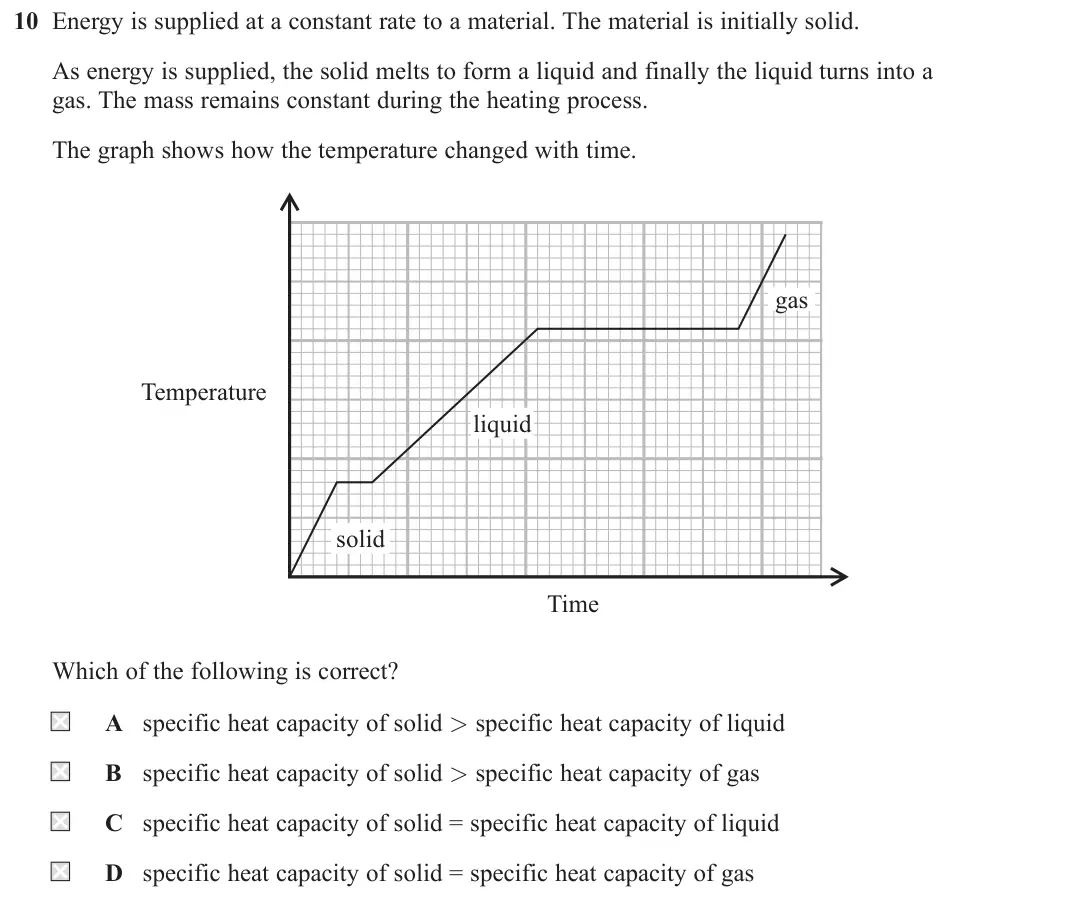 10 Energy is supplied at a constant rate to a material. The material is initially solid.
As energy is supplied, the solid melts to form a liquid and finally the liquid turns into a
gas. The mass remains constant during the heating process.
The graph shows how the temperature changed with time.
gas
Temperature
liquid
solid
Time
Which of the following is correct?
A specific heat capacity of solid > specific heat capacity of liquid
B specific heat capacity of solid > specific heat capacity of gas
C specific heat capacity of solid = specific heat capacity of liquid
D specific heat capacity of solid = specific heat capacity of gas